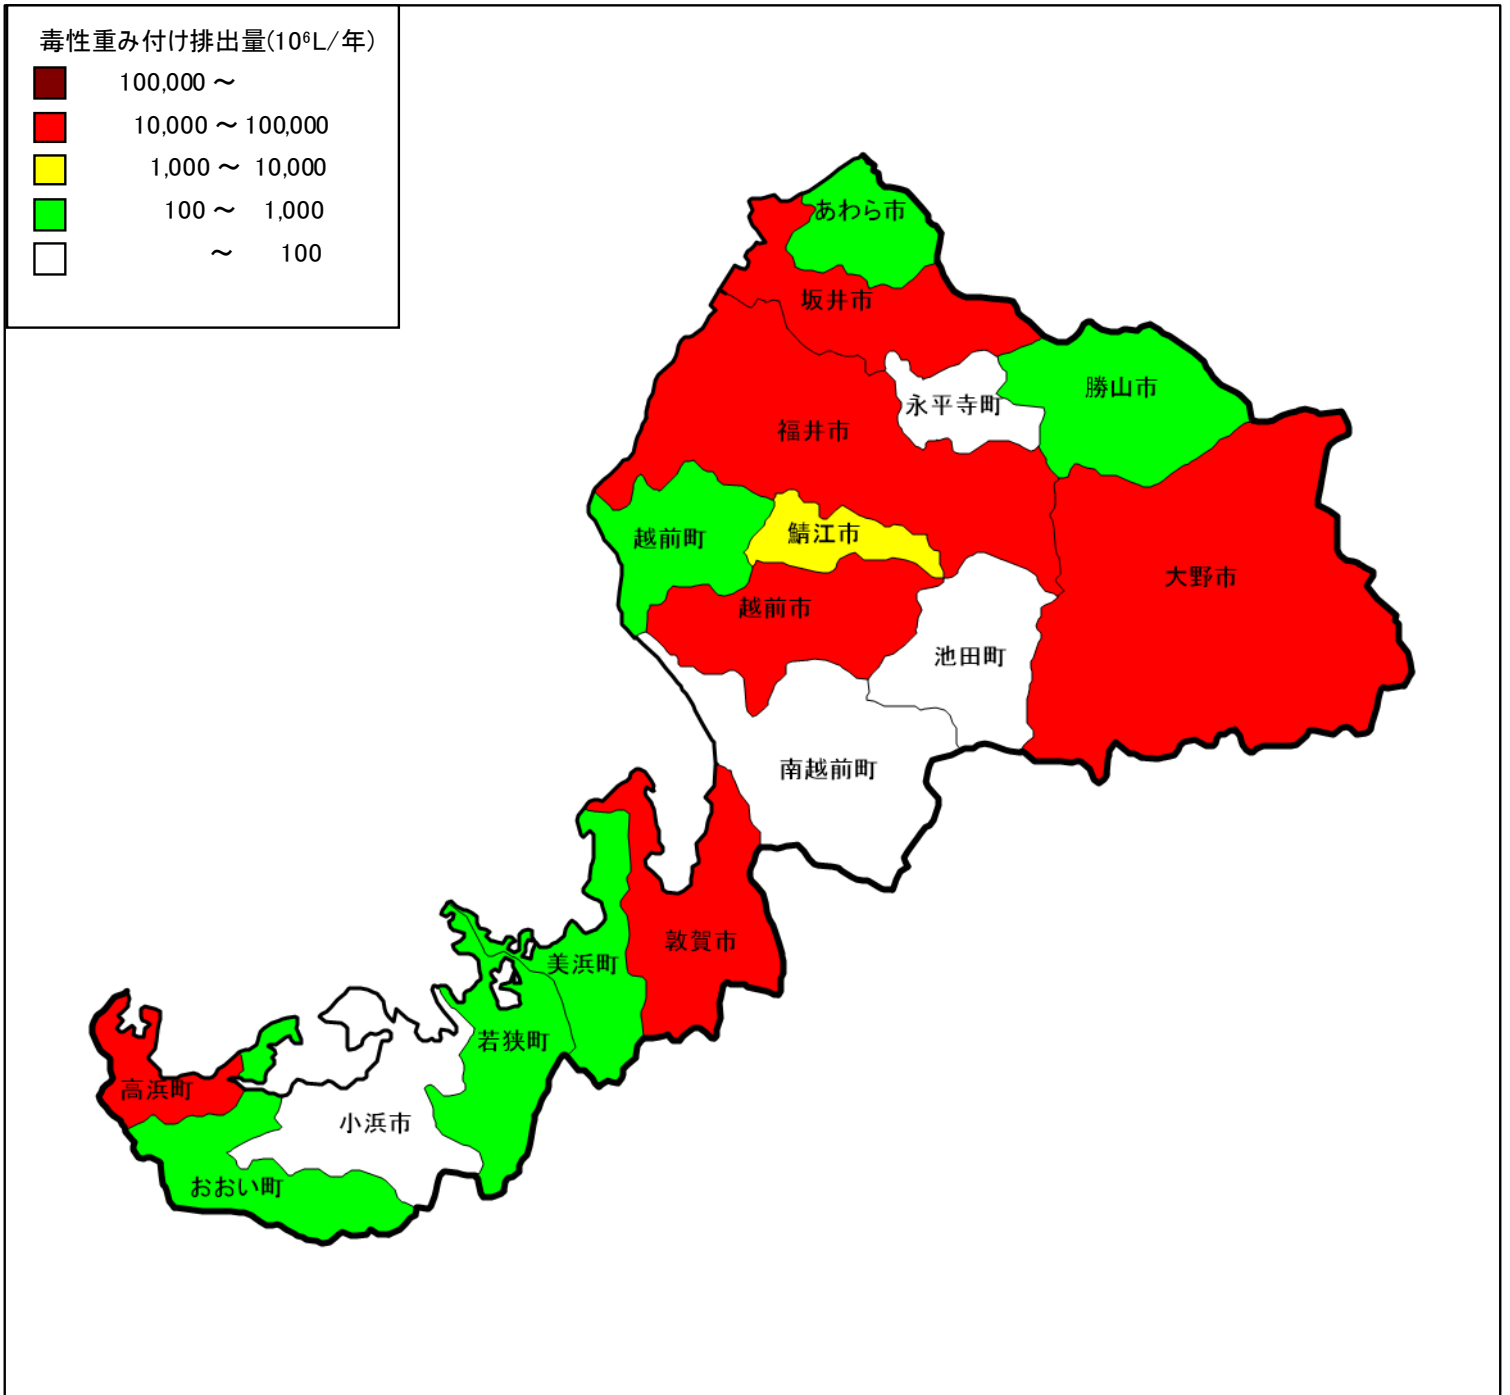 毒性重み付け排出量(10⁶L/年)
100,000 ～
10,000 ～ 100,000
1,000 ～ 10,000
100 ～ 1,000
～ 100
あわら市
坂井市
勝山市
永平寺町
福井市
越前町
鯖江市
大野市
越前市
池田町
南越前町
敦賀市
美浜町
若狭町
高浜町
小浜市
おおい町